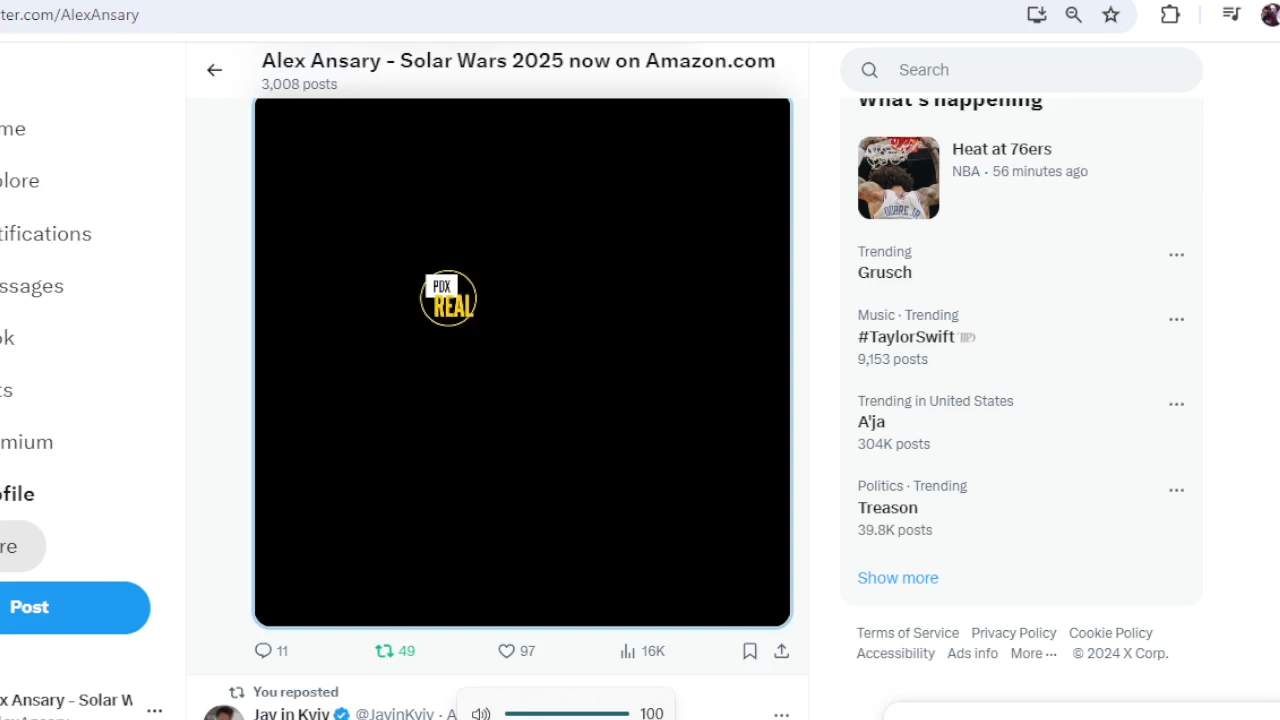 ter.com/AlexAnsary
Alex Ansary - Solar Wars 2025 now on Amazon.com
3,008 posts
me
plore
tifications
ssages
ok
ts
mium
ofile
re
Post
x Ansary - Solar W
PDX
REAL
11
49
97
16K
You reposted
Jay in Kyiv @JayinKyiv · A
100
Search
What's happening
Heat at 76ers
NBA · 56 minutes ago
Trending
Grusch
Music · Trending
#TaylorSwift
9,153 posts
Trending in United States
A'ja
304K posts
Politics · Trending
Treason
39.8K posts
Show more
Terms of Service Privacy Policy Cookie Policy
Accessibility Ads info More ··· © 2024 X Corp.